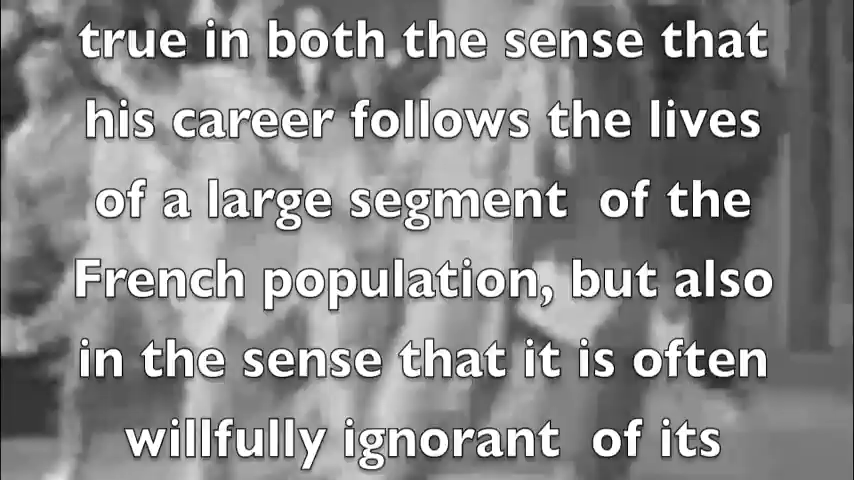 true in both the sense that
his career follows the lives
of a large segment  of the
French population, but also
in the sense that it is often
willfully ignorant  of its